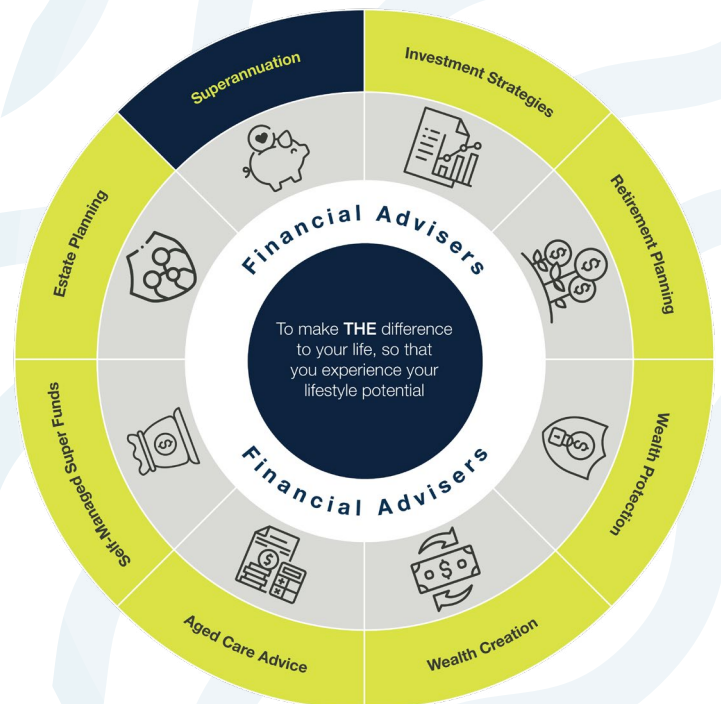 Superannuation
Investment Strategies
Retirement Planning
Wealth Protection
Wealth Creation
Aged Care Advice
Self-Managed Super Funds
Estate Planning
Financial Advisers
To make THE difference
to your life, so that
you experience your
lifestyle potential
Financial Advisers